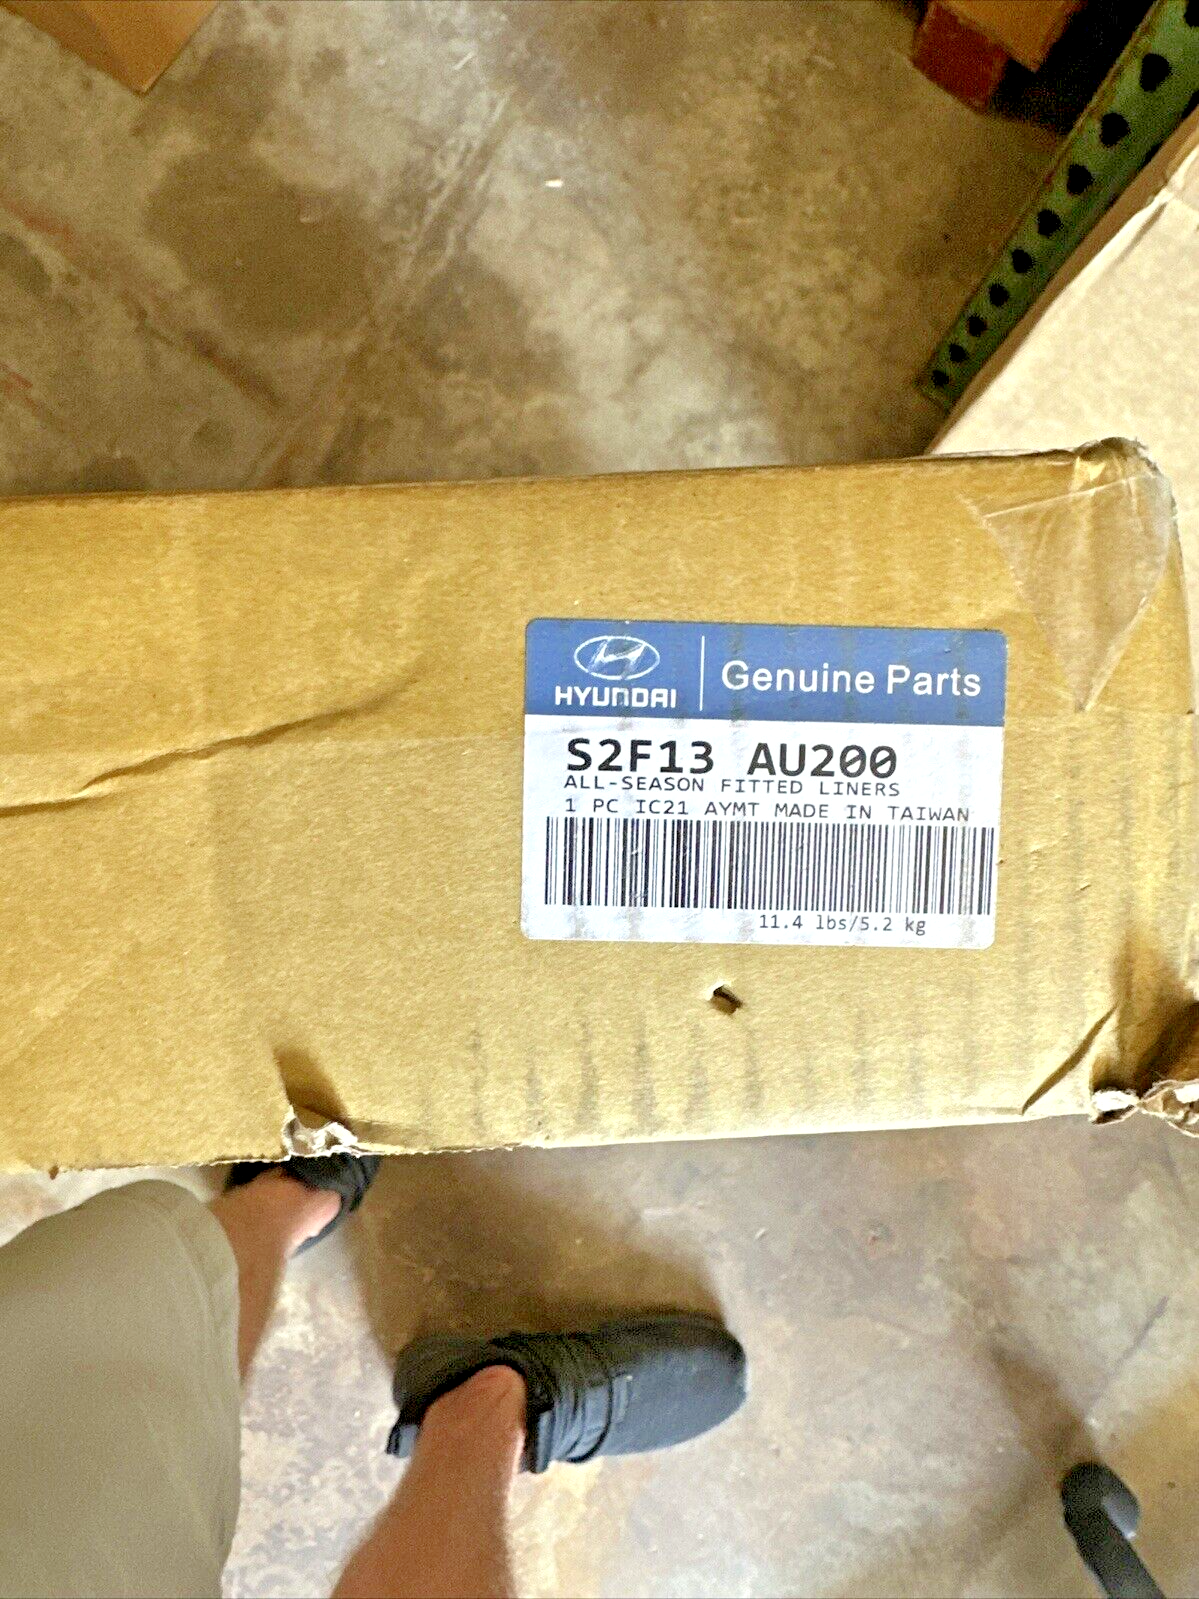 HYUNDAI
Genuine Parts
S2F13 AU200
ALL-SEASON FITTED LINERS
1 PC IC21 AYMT MADE IN TAIWAN
11.4 lbs/5.2 kg